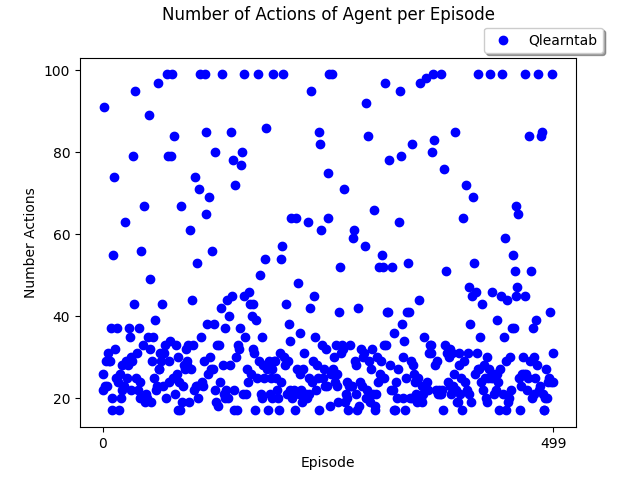 Number of Actions of Agent per Episode
Qlearntab
100
80
60
40
20
Number Actions
0
499
Episode